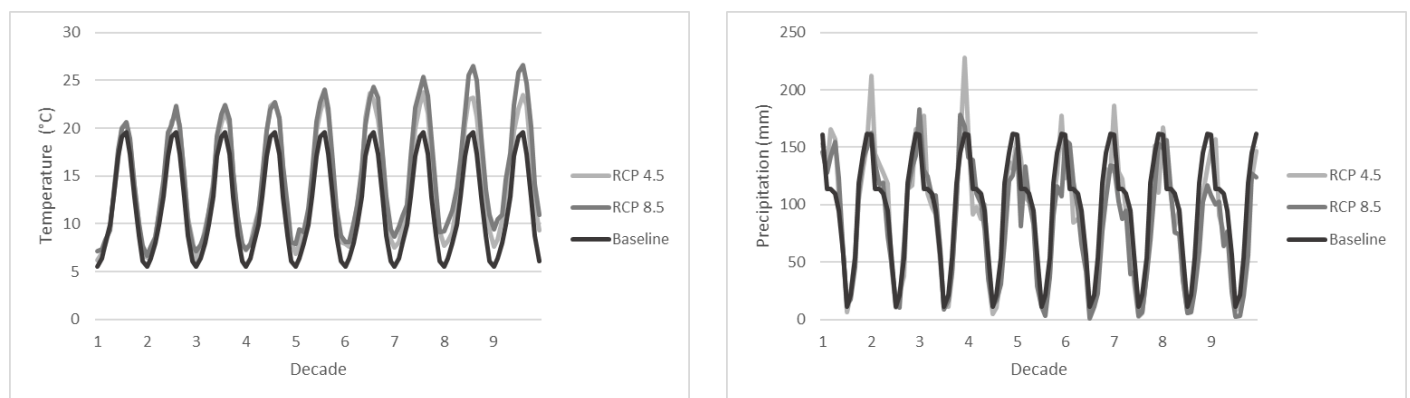 30
25
20
15
10
5
0
Temperature (°C)
1 2 3 4 5 6 7 8 9
Decade
RCP 4.5
RCP 8.5
Baseline
250
200
150
100
50
0
Precipitation (mm)
1 2 3 4 5 6 7 8 9
Decade
RCP 4.5
RCP 8.5
Baseline